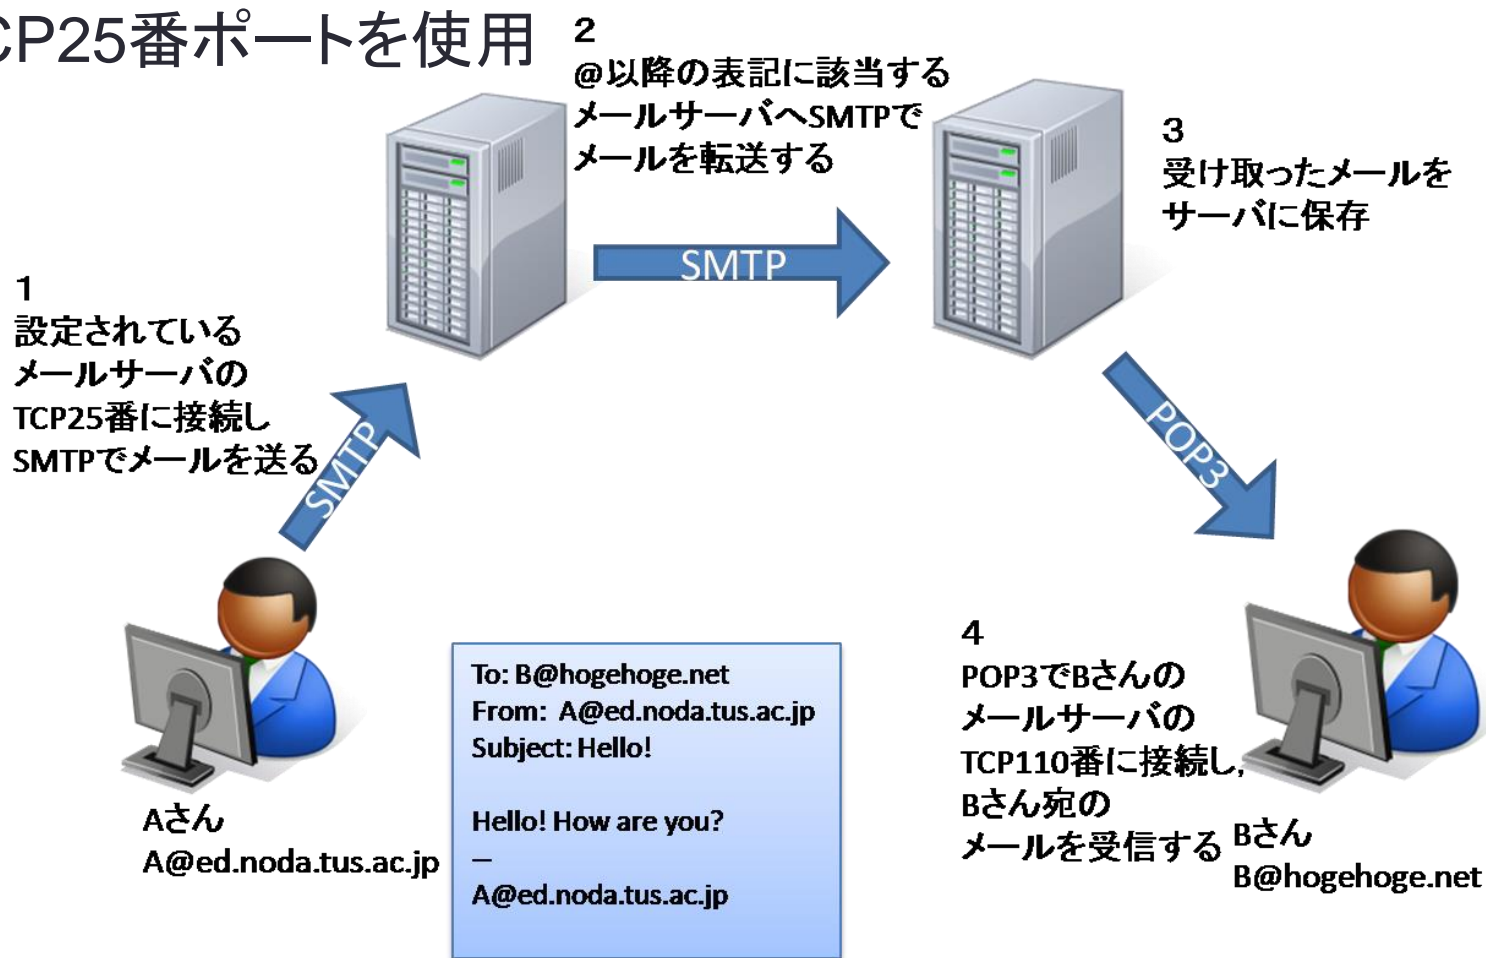 CP25番ポートを使用
2
@以降の表記に該当する
メールサーバへSMTPで
メールを転送する
3
受け取ったメールを
サーバに保存
SMTP
1
設定されている
メールサーバの
TCP25番に接続し
SMTPでメールを送る
SMTP
POP3
To: B@hogehoge.net
From: A@ed.noda.tus.ac.jp
Subject: Hello!
Hello! How are you?
—
A@ed.noda.tus.ac.jp
4
POP3でBさんの
メールサーバの
TCP110番に接続し,
Bさん宛の
メールを受信する
Aさん
A@ed.noda.tus.ac.jp
Bさん
B@hogehoge.net